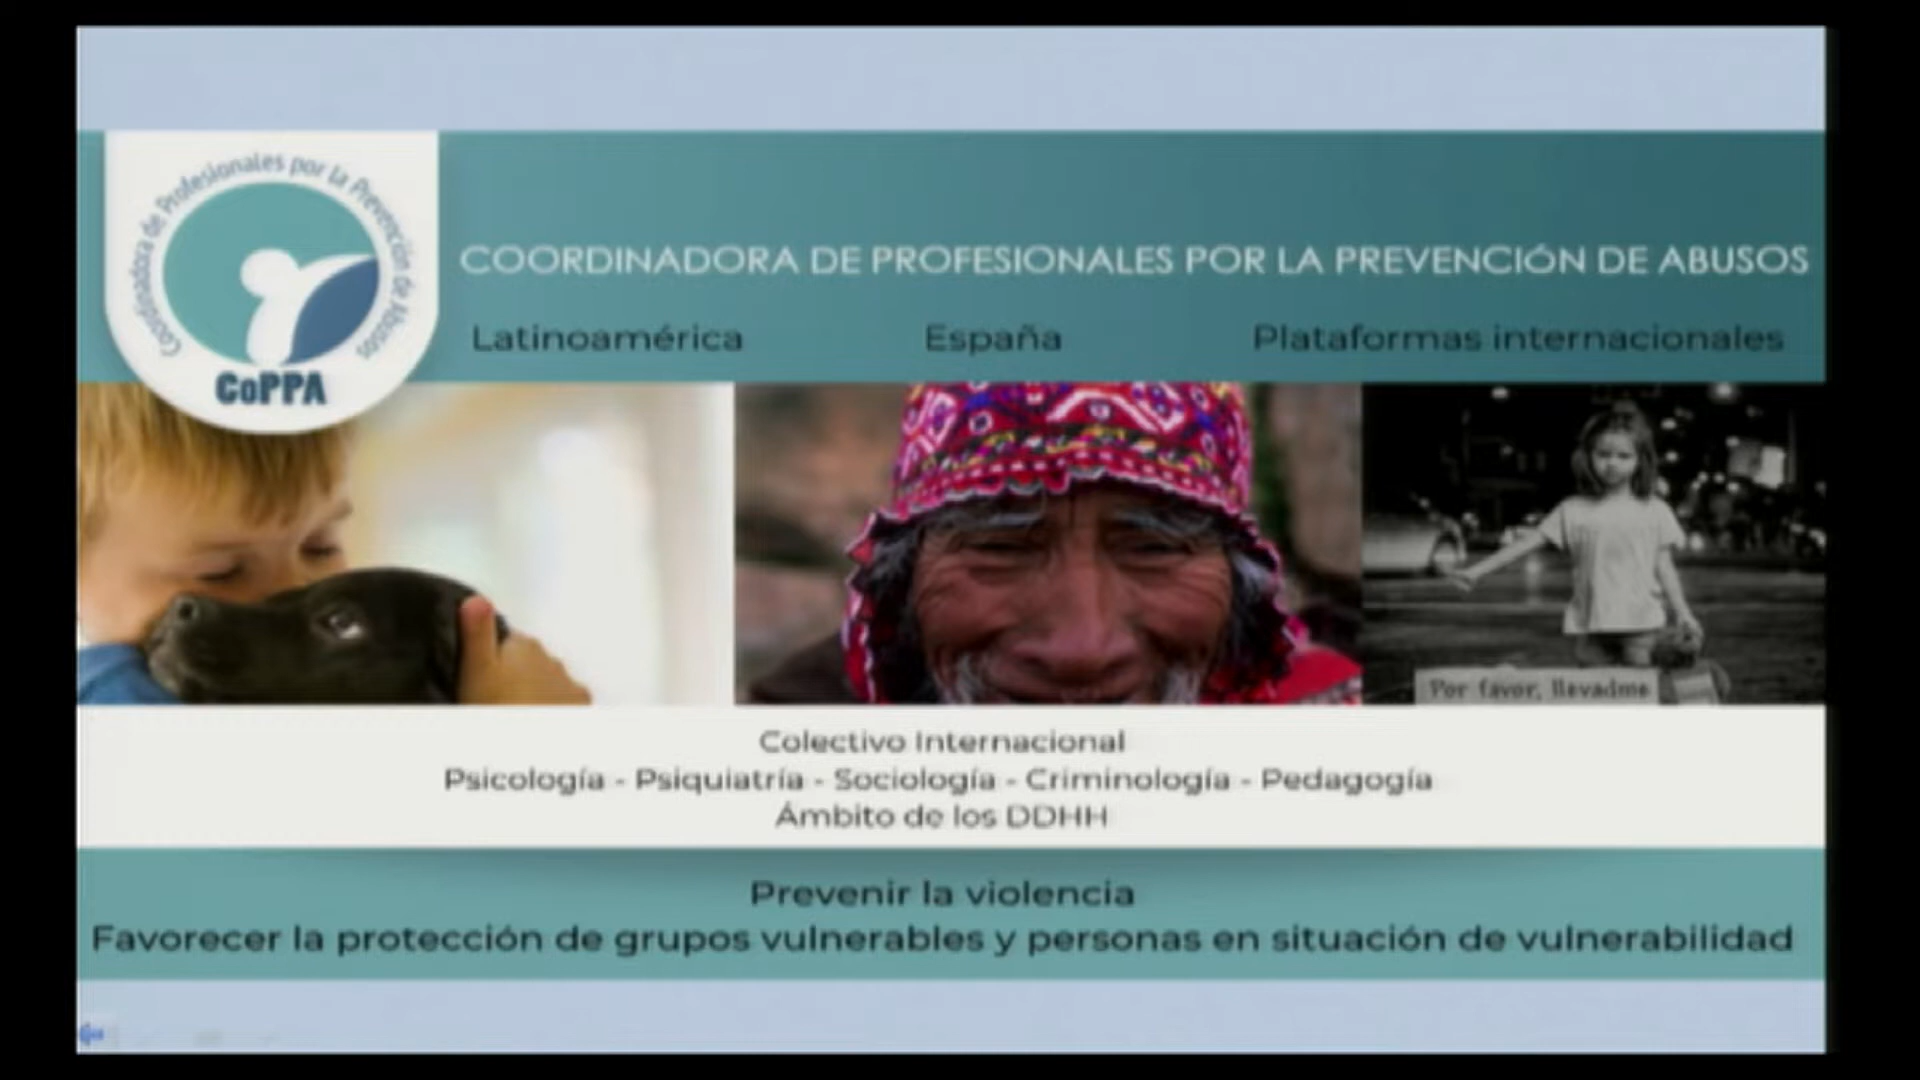 Coordinadora de Profesionales por la Prevención de Abusos
CoPPA
COORDINADORA DE PROFESIONALES POR LA PREVENCIÓN DE ABUSOS
Latinoamérica España Plataformas internacionales
Por favor, llevadme
Colectivo Internacional
Psicología - Psiquiatría - Sociología - Criminología - Pedagogía
Ámbito de los DDHH
Prevenir la violencia
Favorecer la protección de grupos vulnerables y personas en situación de vulnerabilidad